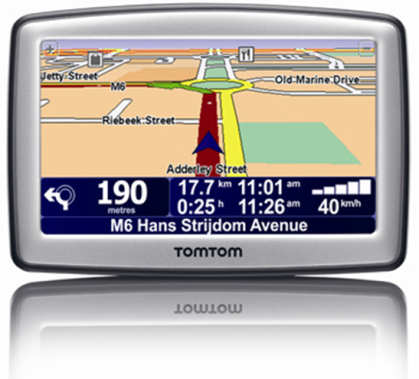 Jetty Street
M6
Old Marine Drive
Riebeek Street
Adderley Street
190
metres
17.7 km 11:01 am
0:25 h 11:26 am
40 km/h
M6 Hans Strijdom Avenue
TOMTOM